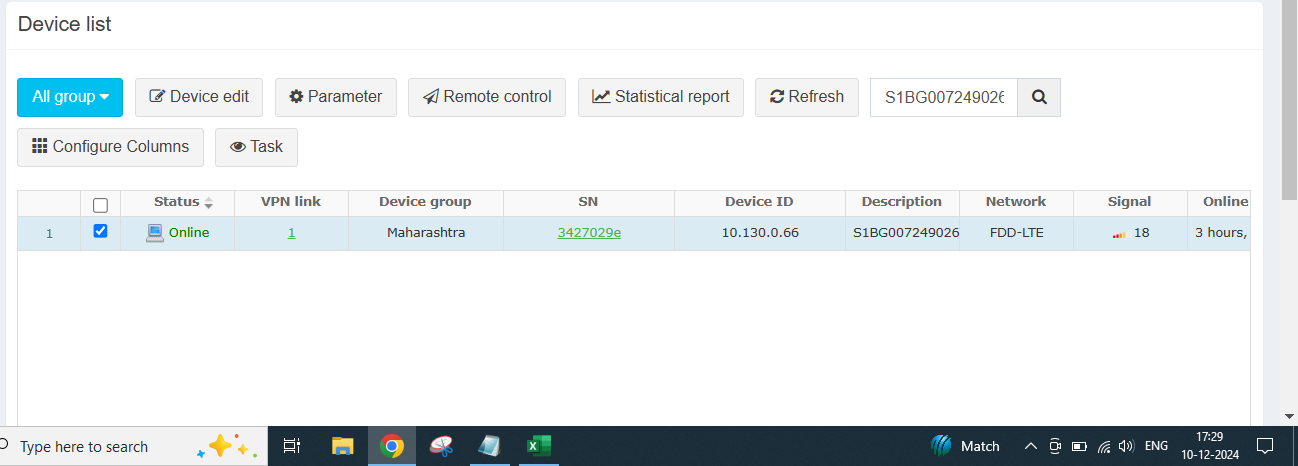 Device list
All group Device edit Parameter Remote control Statistical report Refresh S1BG007249026
Configure Columns Task
Status VPN link Device group SN Device ID Description Network Signal Online
1 Online 1 Maharashtra 3427029e 10.130.0.66 S1BG007249026 FDD-LTE 18 3 hours,
Type here to search Match ENG 17:29
10-12-2024